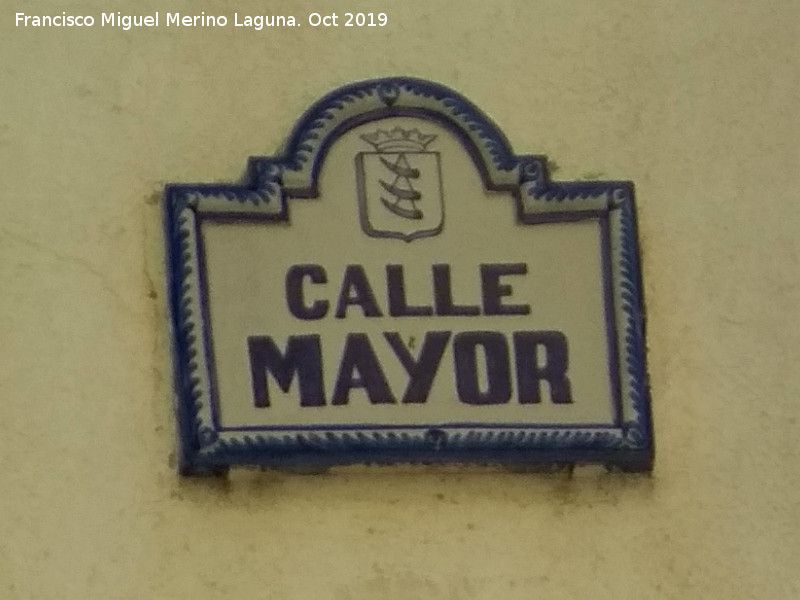 Francisco Miguel Merino Laguna. Oct 2019
CALLE
MAYOR